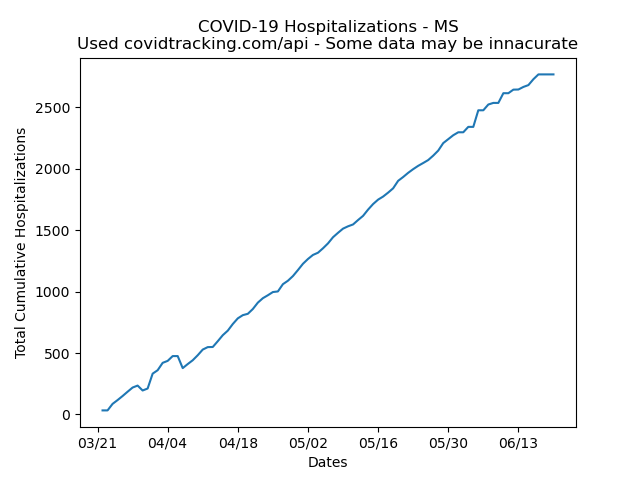 COVID-19 Hospitalizations - MS
Used covidtracking.com/api - Some data may be innacurate
Total Cumulative Hospitalizations
2500
2000
1500
1000
500
0
03/21 04/04 04/18 05/02 05/16 05/30 06/13
Dates